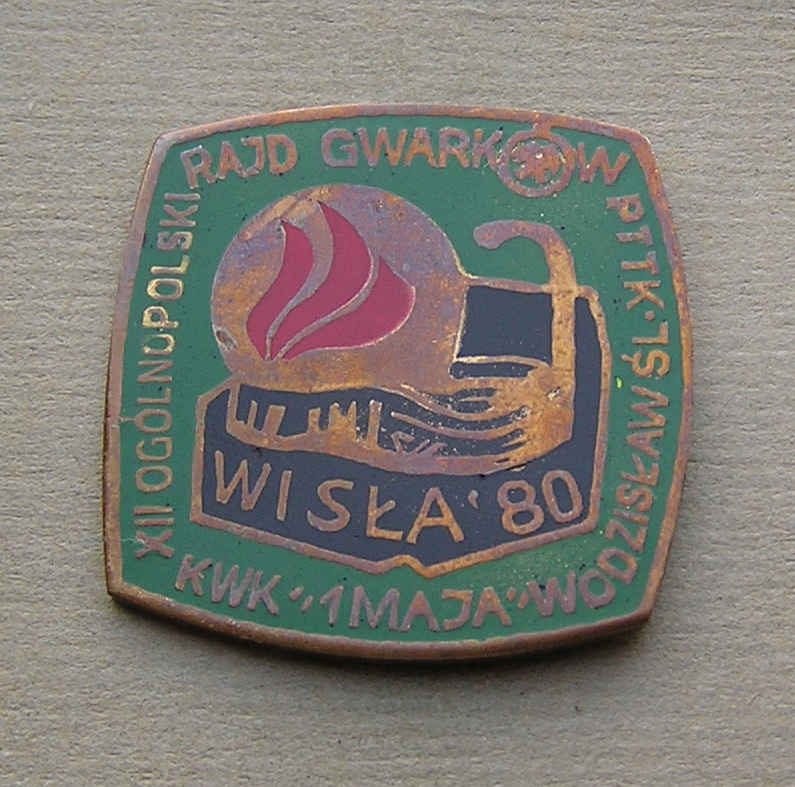 XII OGÓLNOPOLSKI
RAJD GWARKÓW
PTTK · WODZISŁAW ŚL
KWK „1 MAJA”
WISŁA '80